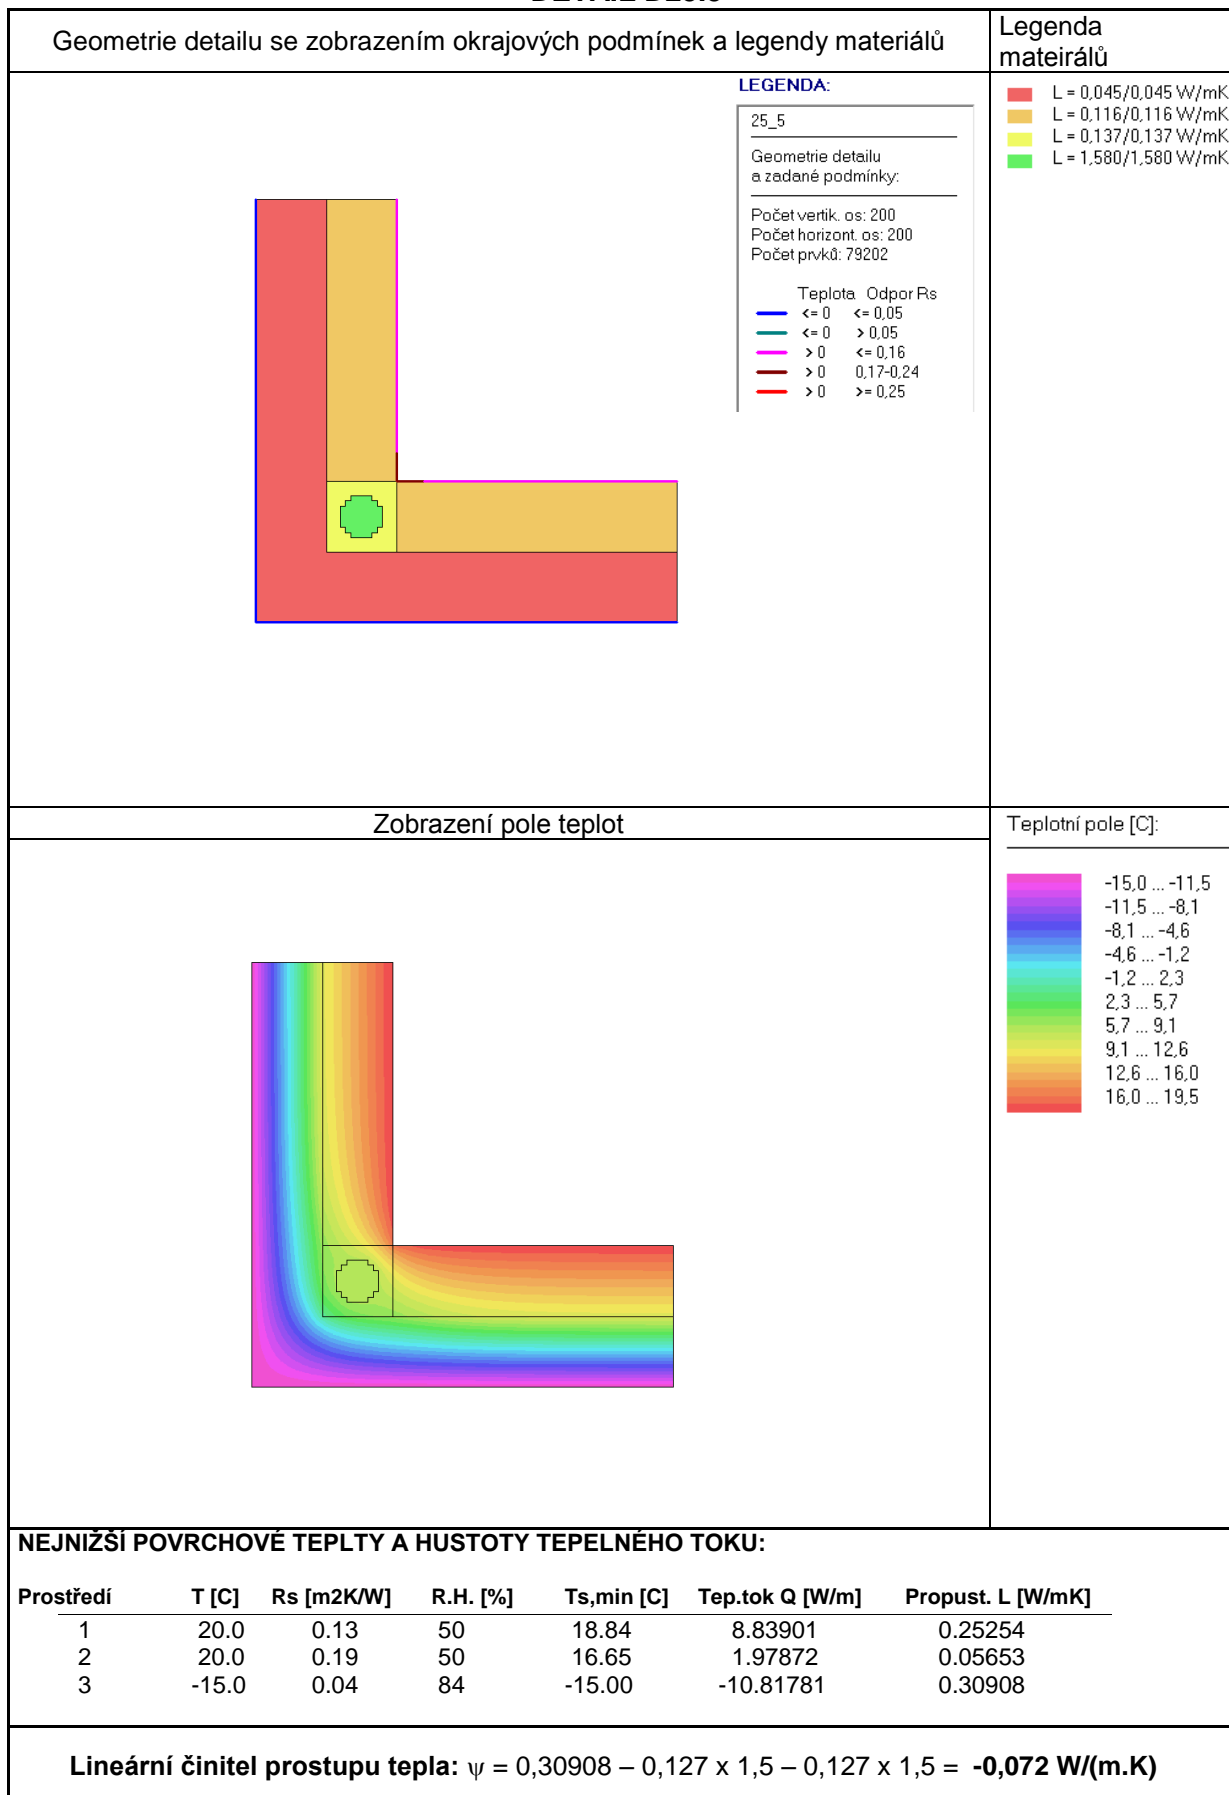 Geometrie detailu se zobrazením okrajových podmínek a legendy materiálů
Legenda
mateirálů
LEGENDA:
25_5
Geometrie detailu
a zadané podmínky:
Počet vertik. os: 200
Počet horizont. os: 200
Počet prvků: 79202
Teplota Odpor Rs
<= 0 <= 0,05
<= 0 > 0,05
> 0 <= 0,16
> 0 0,17-0,24
> 0 >= 0,25
L = 0,045/0,045 W/mK
L = 0,116/0,116 W/mK
L = 0,137/0,137 W/mK
L = 1,580/1,580 W/mK
Zobrazení pole teplot
Teplotní pole [C]:
-15,0 ... -11,5
-11,5 ... -8,1
-8,1 ... -4,6
-4,6 ... -1,2
-1,2 ... 2,3
2,3 ... 5,7
5,7 ... 9,1
9,1 ... 12,6
12,6 ... 16,0
16,0 ... 19,5
NEJNIŽŠÍ POVRCHOVÉ TEPLTY A HUSTOTY TEPELNÉHO TOKU:
Prostředí T [C] Rs [m2K/W] R.H. [%] Ts,min [C] Tep.tok Q [W/m] Propust. L [W/mK]
1 20.0 0.13 50 18.84 8.83901 0.25254
2 20.0 0.19 50 16.65 1.97872 0.05653
3 -15.0 0.04 84 -15.00 -10.81781 0.30908
Lineární činitel prostupu tepla: ψ = 0,30908 – 0,127 x 1,5 – 0,127 x 1,5 = -0,072 W/(m.K)